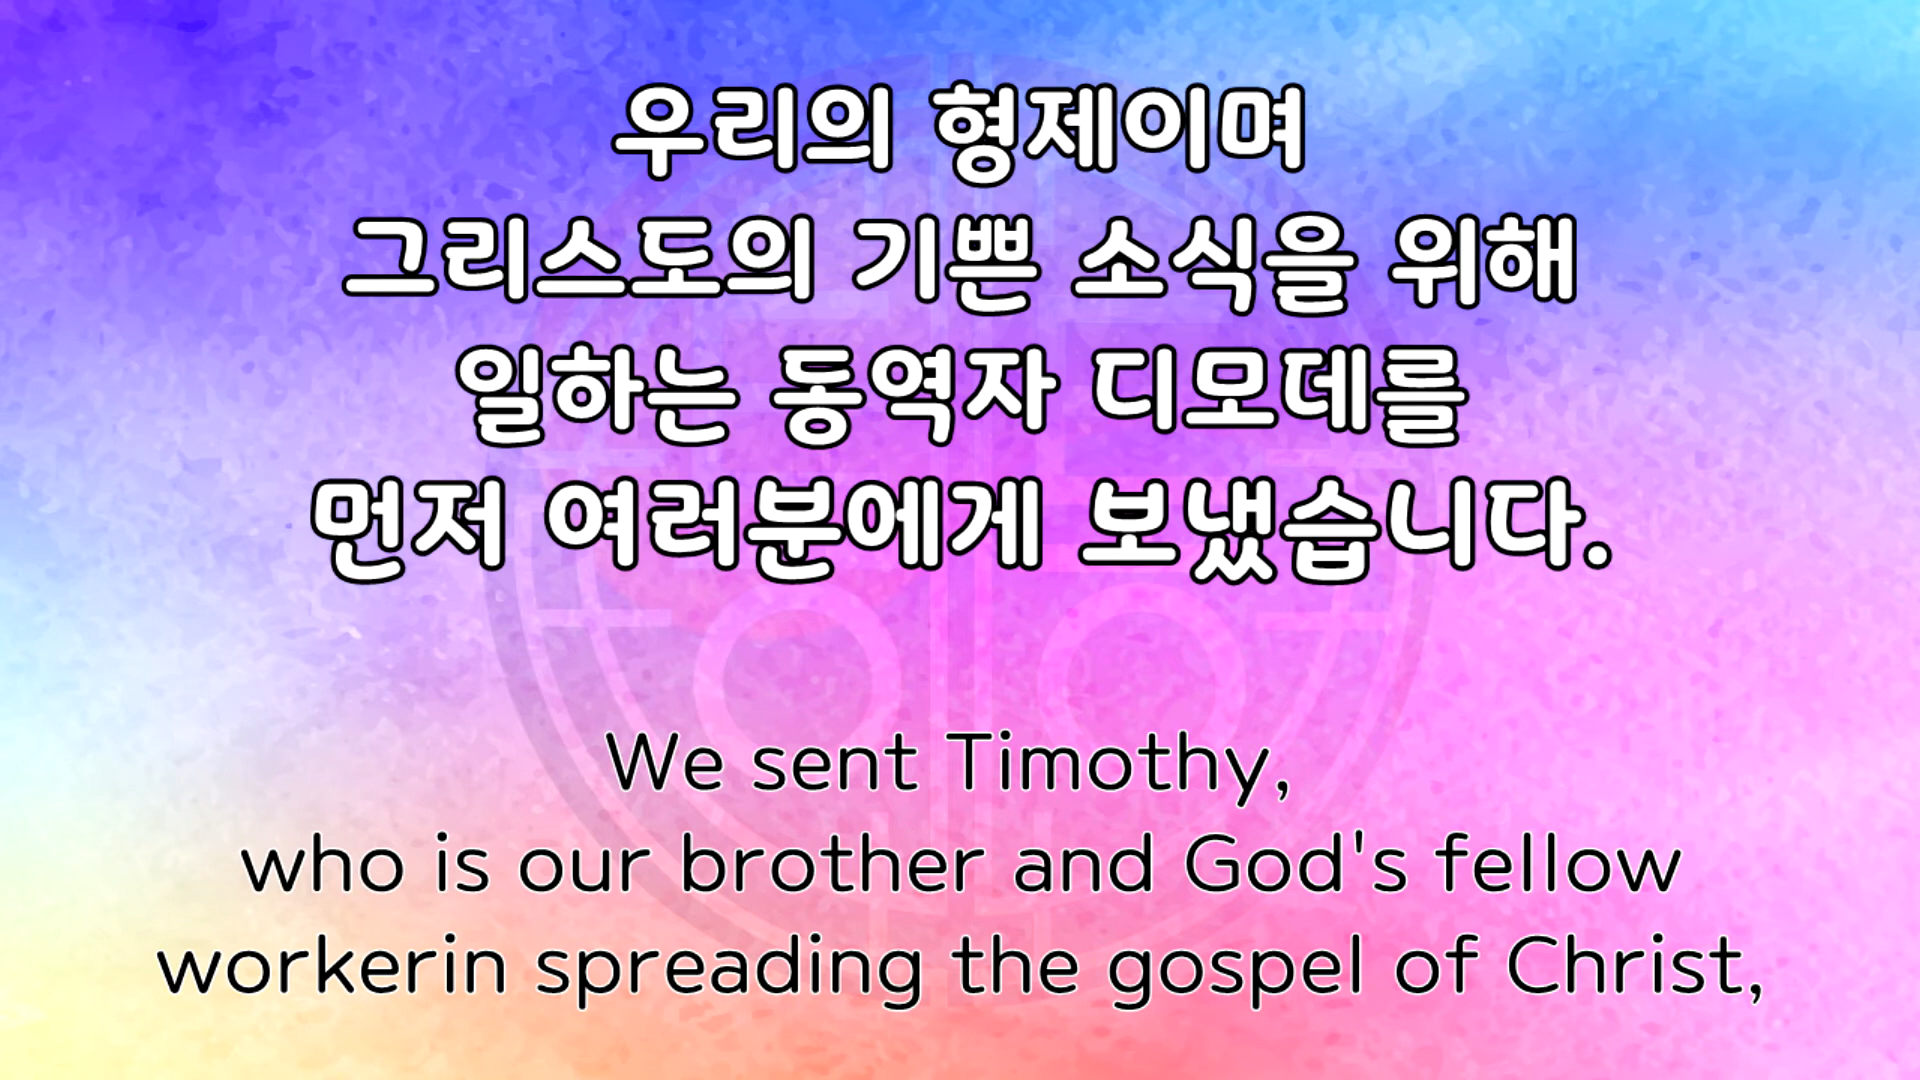 우리의 형제이며
그리스도의 기쁜 소식을 위해
일하는 동역자 디모데를
먼저 여러분에게 보냈습니다.
We sent Timothy,
who is our brother and God's fellow
workerin spreading the gospel of Christ,